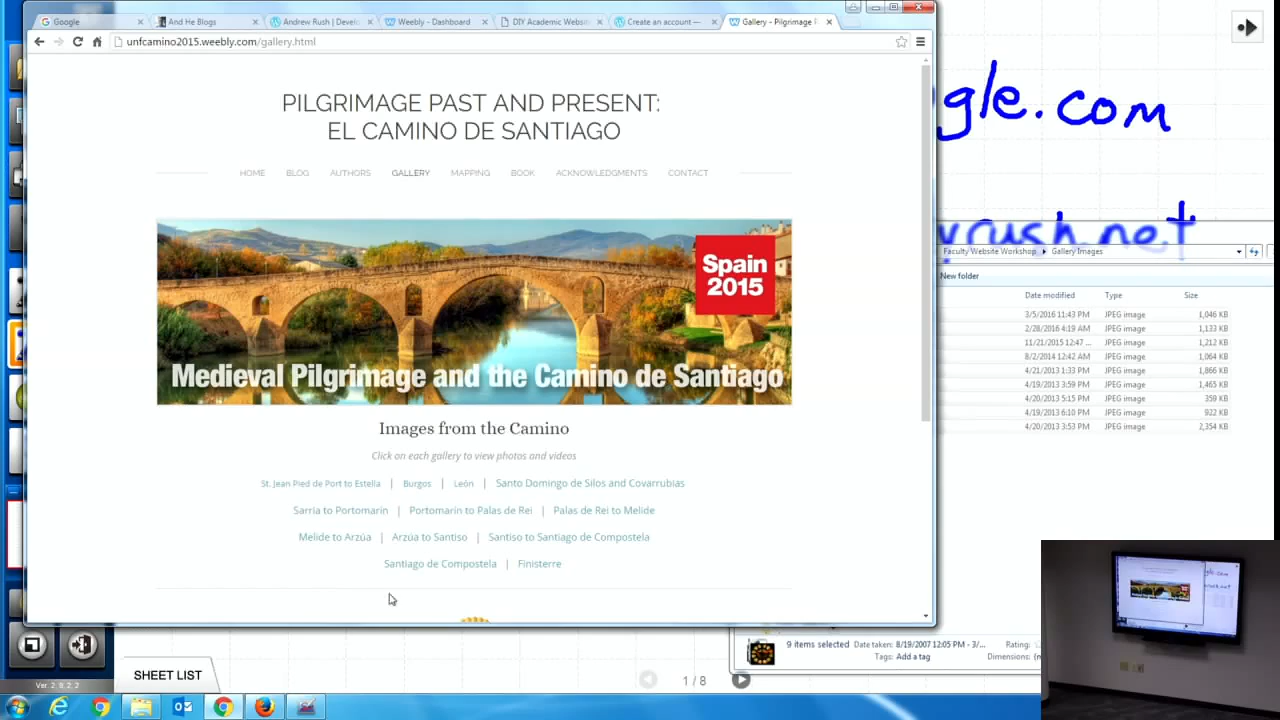 Google
And He Blogs
Andrew Rush | Develo
Weebly - Dashboard
DIY Academic Websit
Create an account —
Gallery - Pilgrimage P
unfcamino2015.weebly.com/gallery.html
gle.com
PILGRIMAGE PAST AND PRESENT:
EL CAMINO DE SANTIAGO
HOME BLOG AUTHORS GALLERY MAPPING BOOK ACKNOWLEDGMENTS CONTACT
yrush.net
Spain
2015
Medieval Pilgrimage and the Camino de Santiago
Images from the Camino
Click on each gallery to view photos and videos
St. Jean Pied de Port to Estella | Burgos | León | Santo Domingo de Silos and Covarrubias
Sarria to Portomarín | Portomarín to Palas de Rei | Palas de Rei to Melide
Melide to Arzúa | Arzúa to Santiso | Santiso to Santiago de Compostela
Santiago de Compostela | Finisterre
Faculty Website Workshop ▸ Gallery Images
New folder
Date modified Type Size
3/5/2016 11:43 PM JPEG image 1,046 KB
2/28/2016 4:19 AM JPEG image 1,133 KB
11/21/2015 12:47 ... JPEG image 1,212 KB
8/2/2014 12:42 AM JPEG image 1,064 KB
4/21/2013 1:33 PM JPEG image 1,866 KB
4/19/2013 3:59 PM JPEG image 1,465 KB
4/20/2013 5:15 PM JPEG image 359 KB
4/19/2013 6:10 PM JPEG image 922 KB
4/20/2013 3:53 PM JPEG image 2,354 KB
9 items selected Date taken: 8/19/2007 12:05 PM - 3/... Rating:
Tags: Add a tag Dimensions:
SHEET LIST
1 / 8
Ver. 2, 9, 2, 2